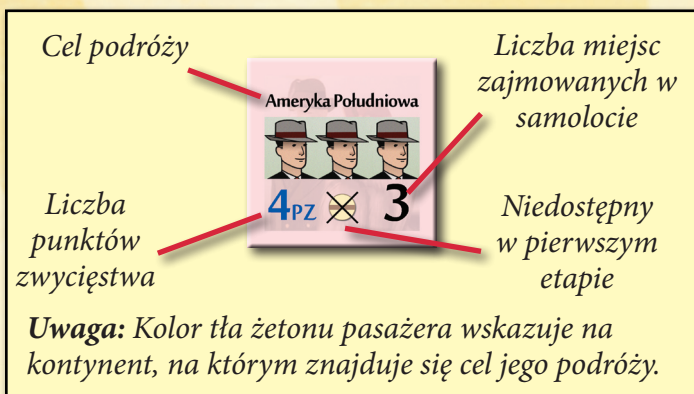 Cel podróży
Liczba miejsc
zajmowanych w
samolocie
Ameryka Południowa
4PZ 3
Liczba
punktów
zwycięstwa
Niedostępny
w pierwszym
etapie
Uwaga: Kolor tła żetonu pasażera wskazuje na
kontynent, na którym znajduje się cel jego podróży.